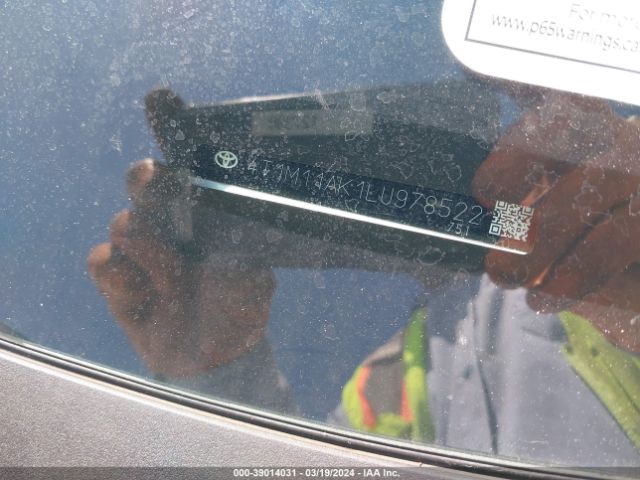 For more
www.p65warnings.ca
4T1M11AK1LU978522
751
000-39014031 - 03/19/2024 - IAA Inc.